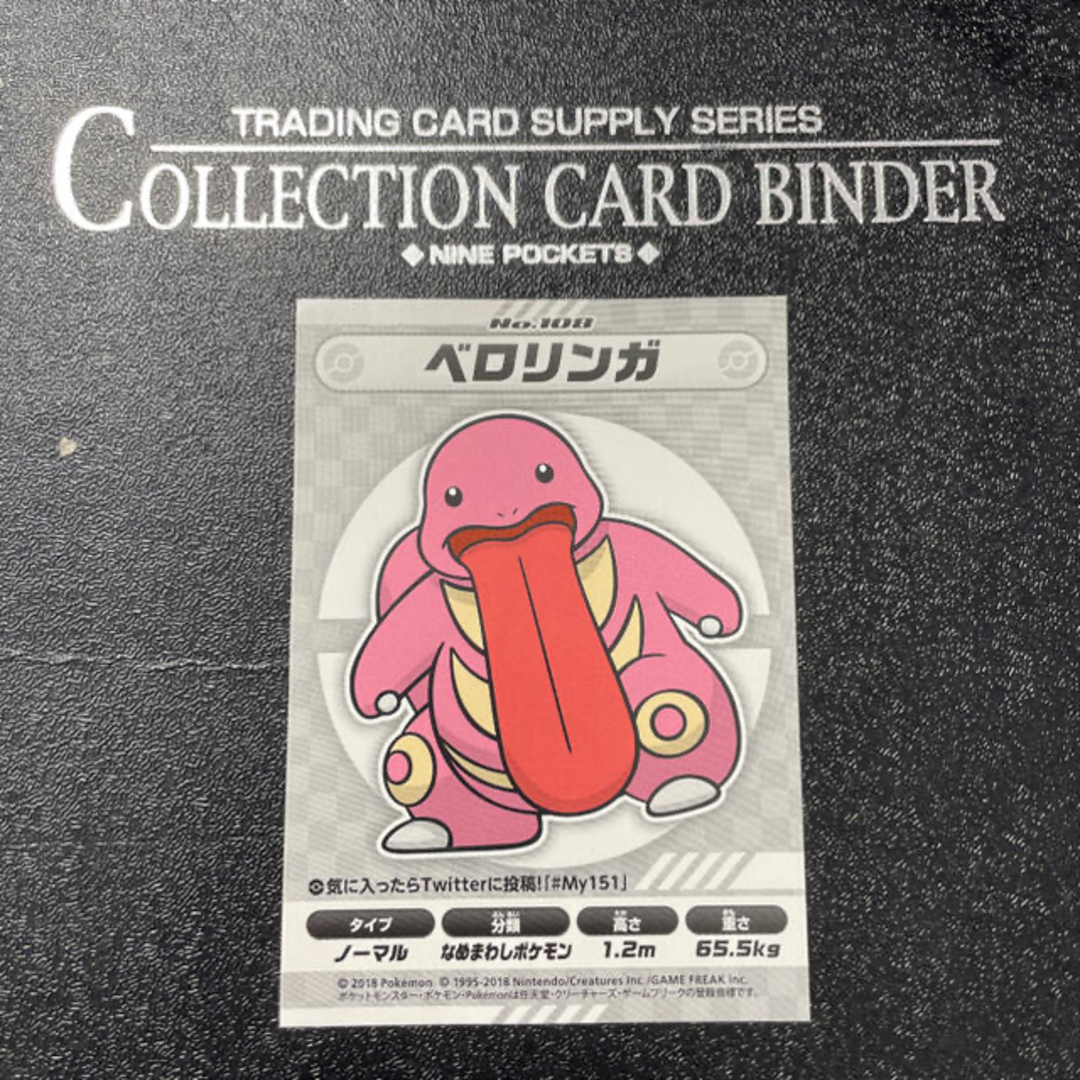 TRADING CARD SUPPLY SERIES
COLLECTION CARD BINDER
◆NINE POCKETS◆
No.108
ベロリンガ
気に入ったらTwitterに投稿!「#My151」
タイプ 分類 高さ 重さ
ノーマル なめまわしポケモン 1.2m 65.5kg
© 2018 Pokémon. © 1995-2018 Nintendo/Creatures Inc./GAME FREAK inc.
ポケットモンスター・ポケモン・Pokémonは任天堂・クリーチャーズ・ゲームフリークの登録商標です。